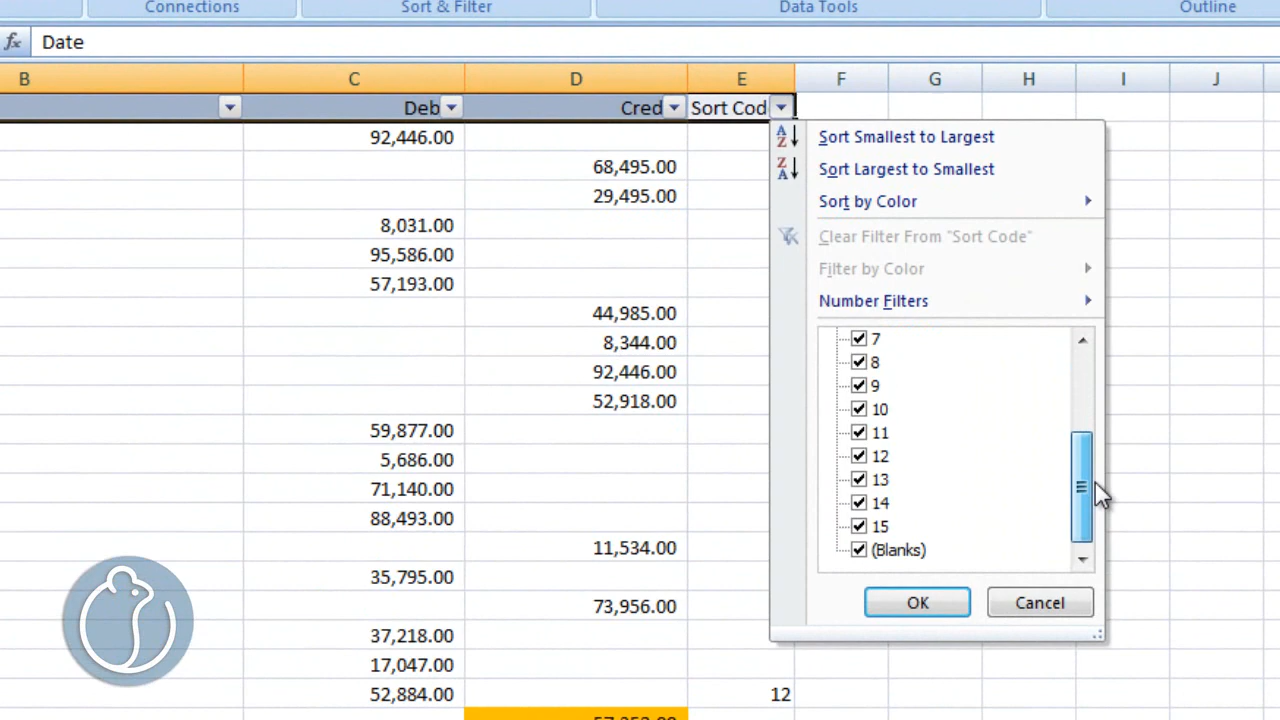 Connections Sort & Filter Data Tools Outline
fx Date
B C D E F G H I J
Deb Cred Sort Cod
92,446.00
68,495.00
29,495.00
8,031.00
95,586.00
57,193.00
44,985.00
8,344.00
92,446.00
52,918.00
59,877.00
5,686.00
71,140.00
88,493.00
11,534.00
35,795.00
73,956.00
37,218.00
17,047.00
52,884.00 12
Sort Smallest to Largest
Sort Largest to Smallest
Sort by Color
Clear Filter From "Sort Code"
Filter by Color
Number Filters
7
8
9
10
11
12
13
14
15
(Blanks)
OK Cancel